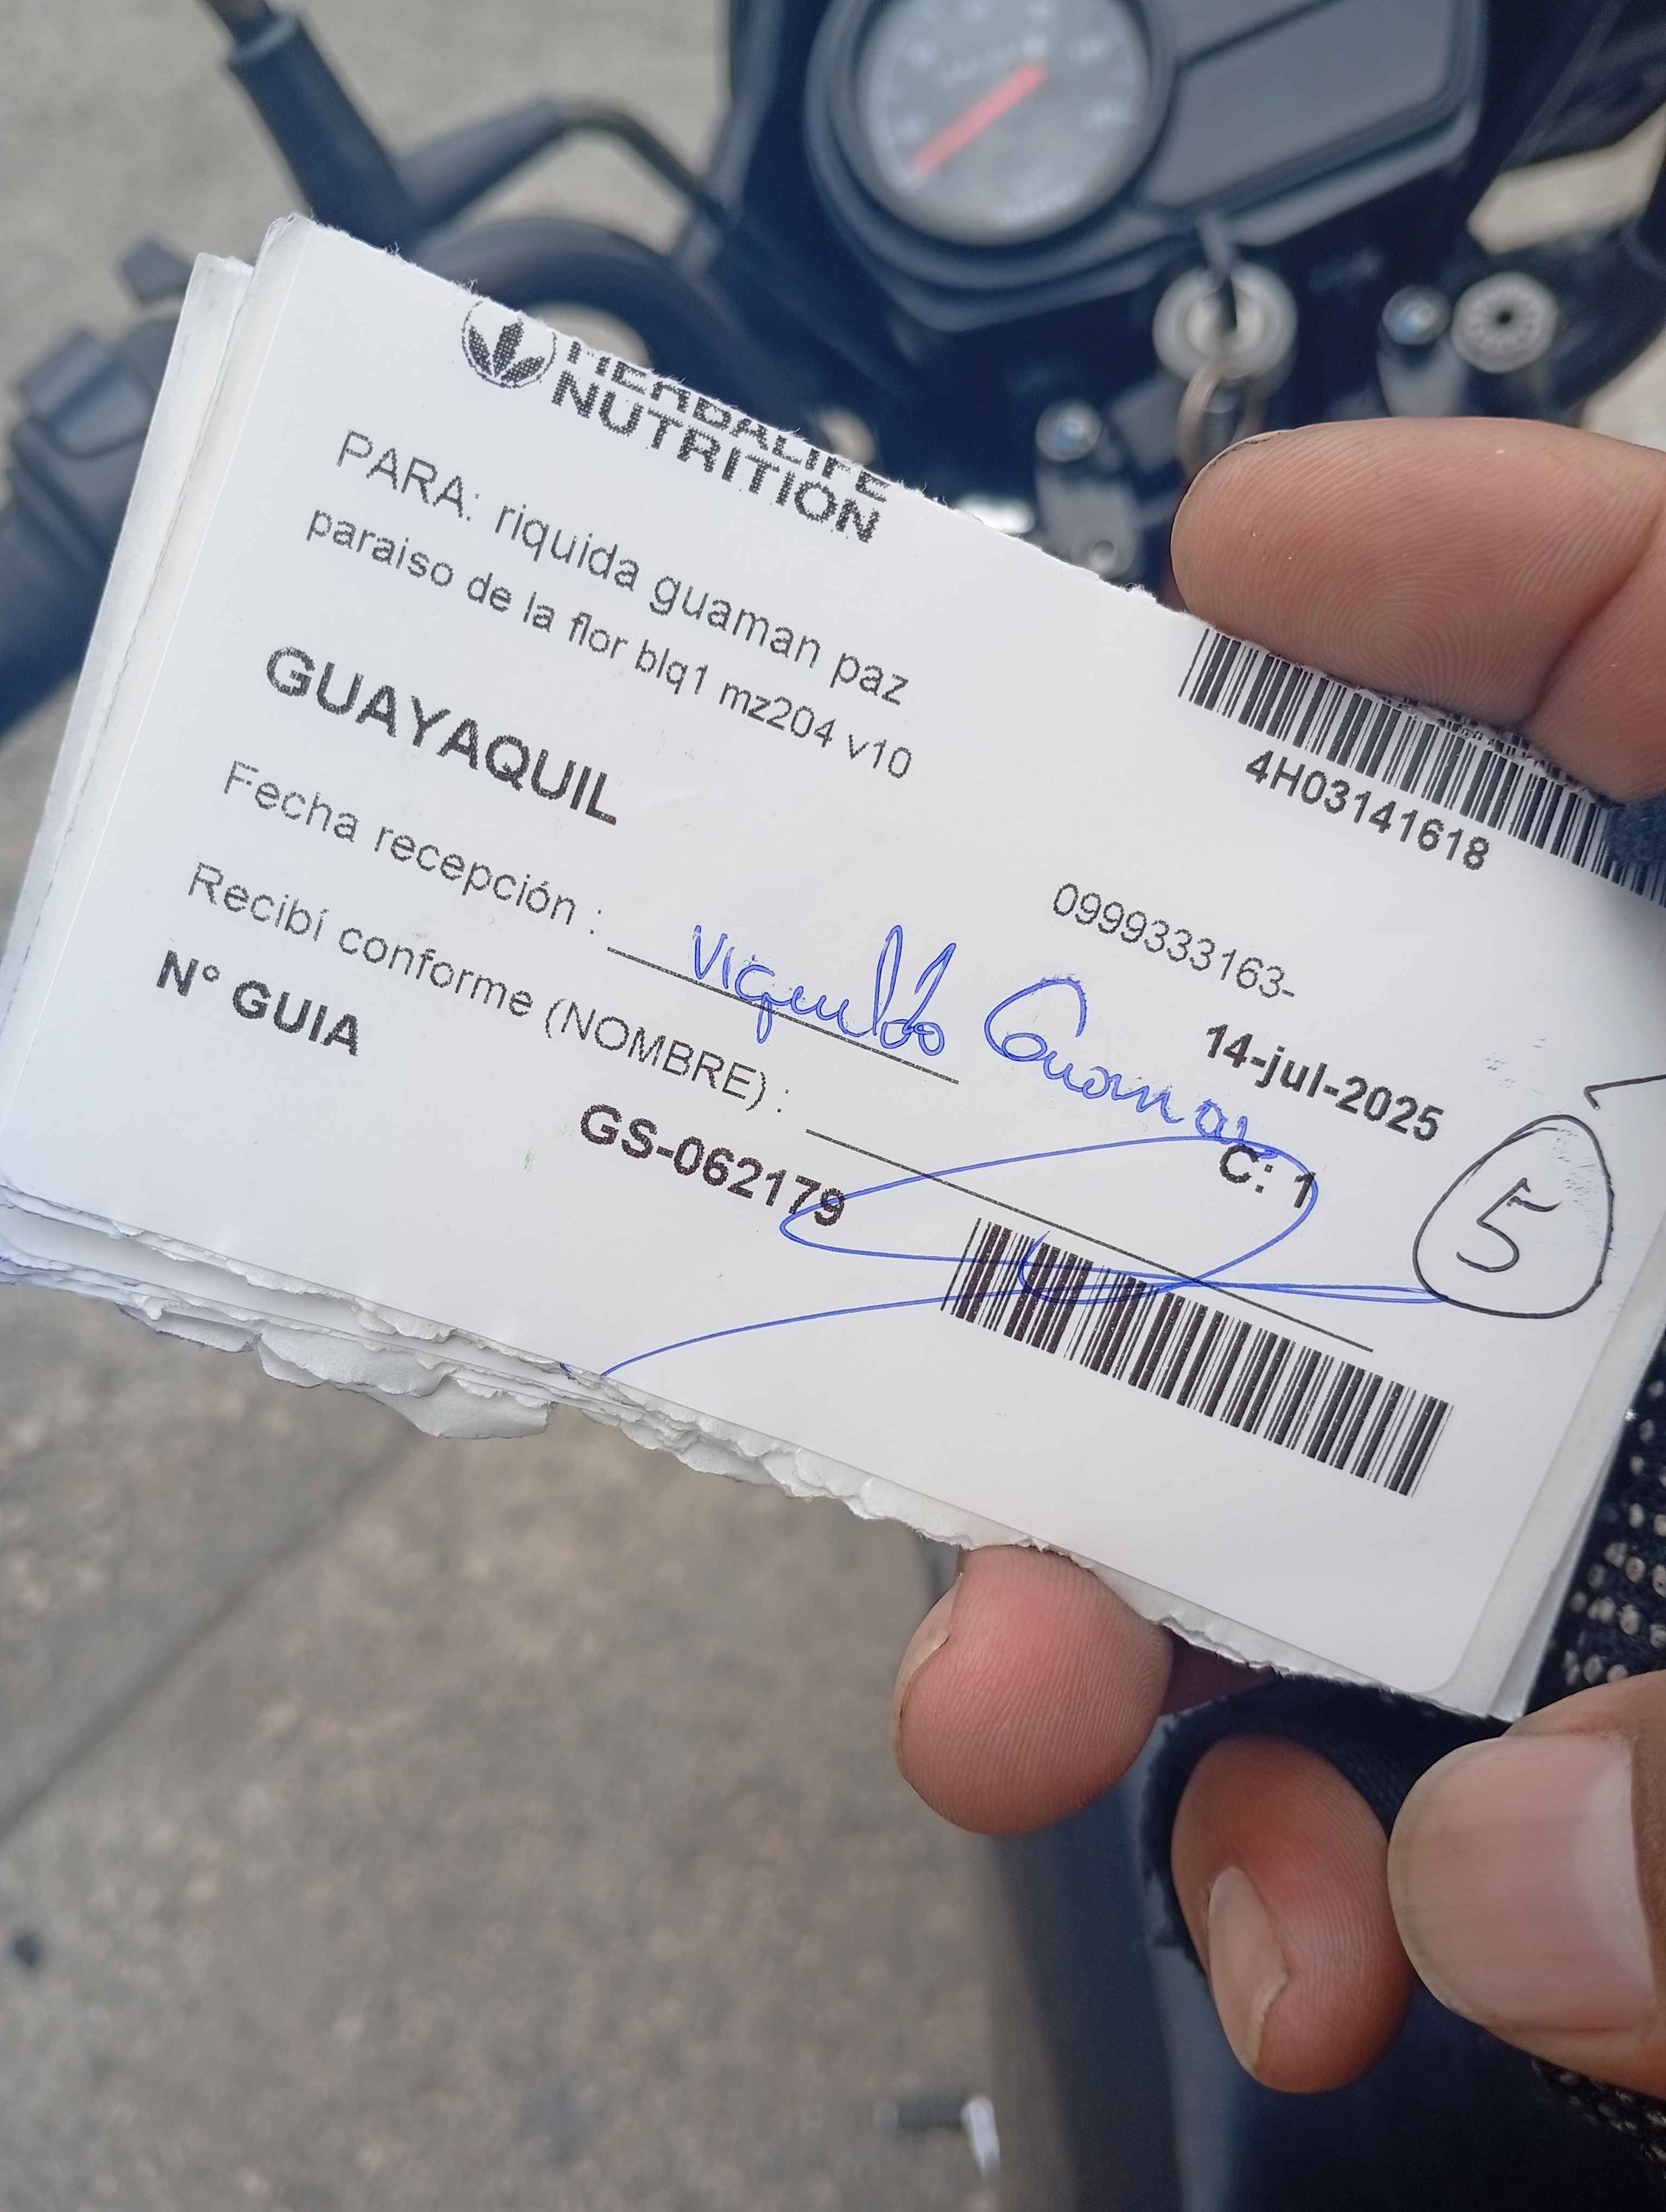 HERBALIFE
NUTRITION
PARA: riquida guaman paz
paraiso de la flor blq1 mz204 v10
4H03141618
GUAYAQUIL
0999333163-
Fecha recepción :
14-jul-2025
Recibí conforme (NOMBRE) :
C: 1
5
N° GUIA
GS-062179